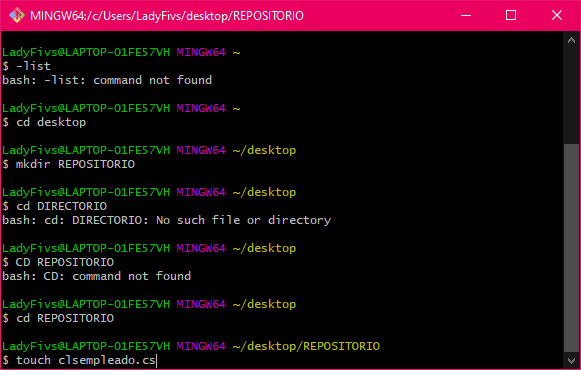 MINGW64:/c/Users/LadyFivs/desktop/REPOSITORIO
LadyFivs@LAPTOP-01FE57VH MINGW64 ~
$ -list
bash: -list: command not found
LadyFivs@LAPTOP-01FE57VH MINGW64 ~
$ cd desktop
LadyFivs@LAPTOP-01FE57VH MINGW64 ~/desktop
$ mkdir REPOSITORIO
LadyFivs@LAPTOP-01FE57VH MINGW64 ~/desktop
$ cd DIRECTORIO
bash: cd: DIRECTORIO: No such file or directory
LadyFivs@LAPTOP-01FE57VH MINGW64 ~/desktop
$ CD REPOSITORIO
bash: CD: command not found
LadyFivs@LAPTOP-01FE57VH MINGW64 ~/desktop
$ cd REPOSITORIO
LadyFivs@LAPTOP-01FE57VH MINGW64 ~/desktop/REPOSITORIO
$ touch clsempleado.cs